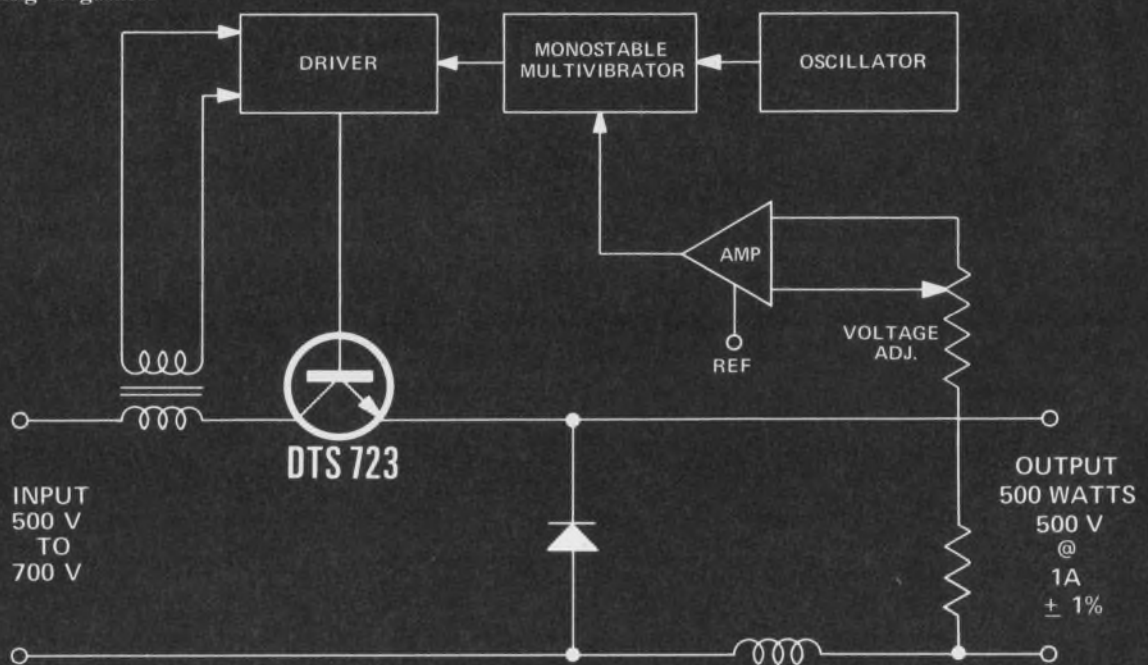 DRIVER
MONOSTABLE
MULTIVIBRATOR
OSCILLATOR
AMP
REF
VOLTAGE
ADJ.
DTS 723
INPUT
500 V
TO
700 V
OUTPUT
500 WATTS
500 V
@
1A
± 1%